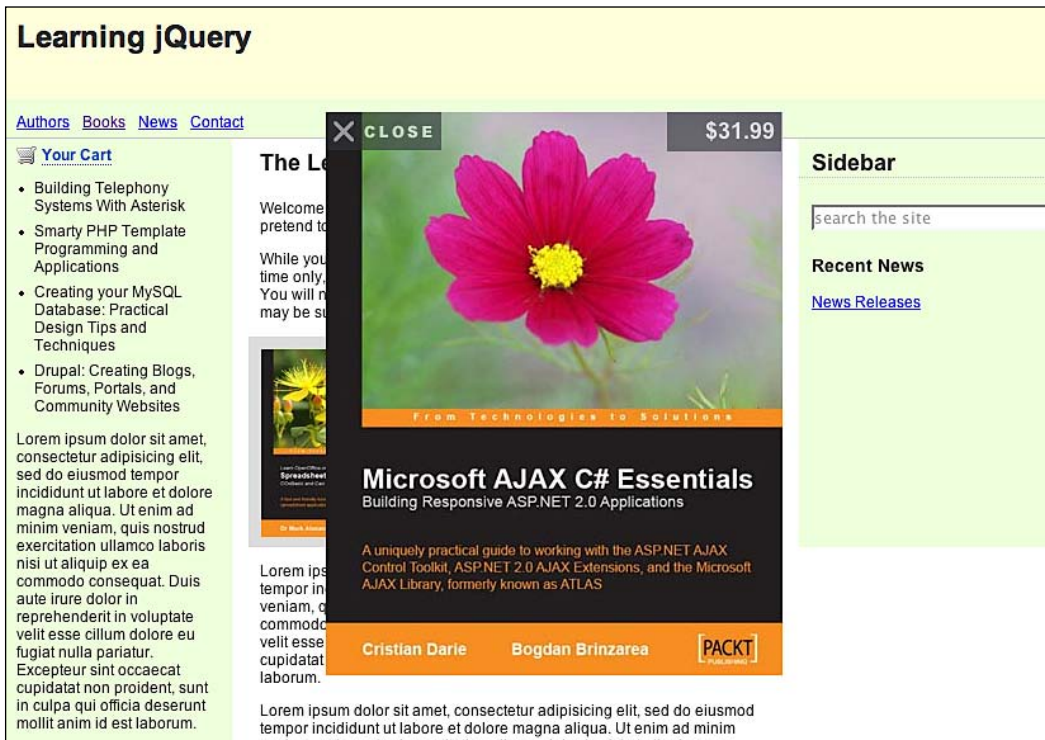 Learning jQuery
Authors Books News Contact
Your Cart
Building Telephony
Systems With Asterisk
Smarty PHP Template
Programming and
Applications
Creating your MySQL
Database: Practical
Design Tips and
Techniques
Drupal: Creating Blogs,
Forums, Portals, and
Community Websites
Lorem ipsum dolor sit amet,
consectetur adipisicing elit,
sed do eiusmod tempor
incididunt ut labore et dolore
magna aliqua. Ut enim ad
minim veniam, quis nostrud
exercitation ullamco laboris
nisi ut aliquip ex ea
commodo consequat. Duis
aute irure dolor in
reprehenderit in voluptate
velit esse cillum dolore eu
fugiat nulla pariatur.
Excepteur sint occaecat
cupidatat non proident, sunt
in culpa qui officia deserunt
mollit anim id est laborum.
The Le
Welcome
pretend to
While you
time only,
You will n
may be su
Spreadsheet
Lorem ips
tempor in
veniam, q
commodo
velit esse
cupidatat
laborum.
Lorem ipsum dolor sit amet, consectetur adipisicing elit, sed do eiusmod
tempor incididunt ut labore et dolore magna aliqua. Ut enim ad minim
CLOSE
$31.99
From Technologies to Solutions
Microsoft AJAX C# Essentials
Building Responsive ASP.NET 2.0 Applications
A uniquely practical guide to working with the ASP.NET AJAX
Control Toolkit, ASP.NET 2.0 AJAX Extensions, and the Microsoft
AJAX Library, formerly known as ATLAS
Cristian Darie Bogdan Brinzarea
PACKT
PUBLISHING
Sidebar
search the site
Recent News
News Releases